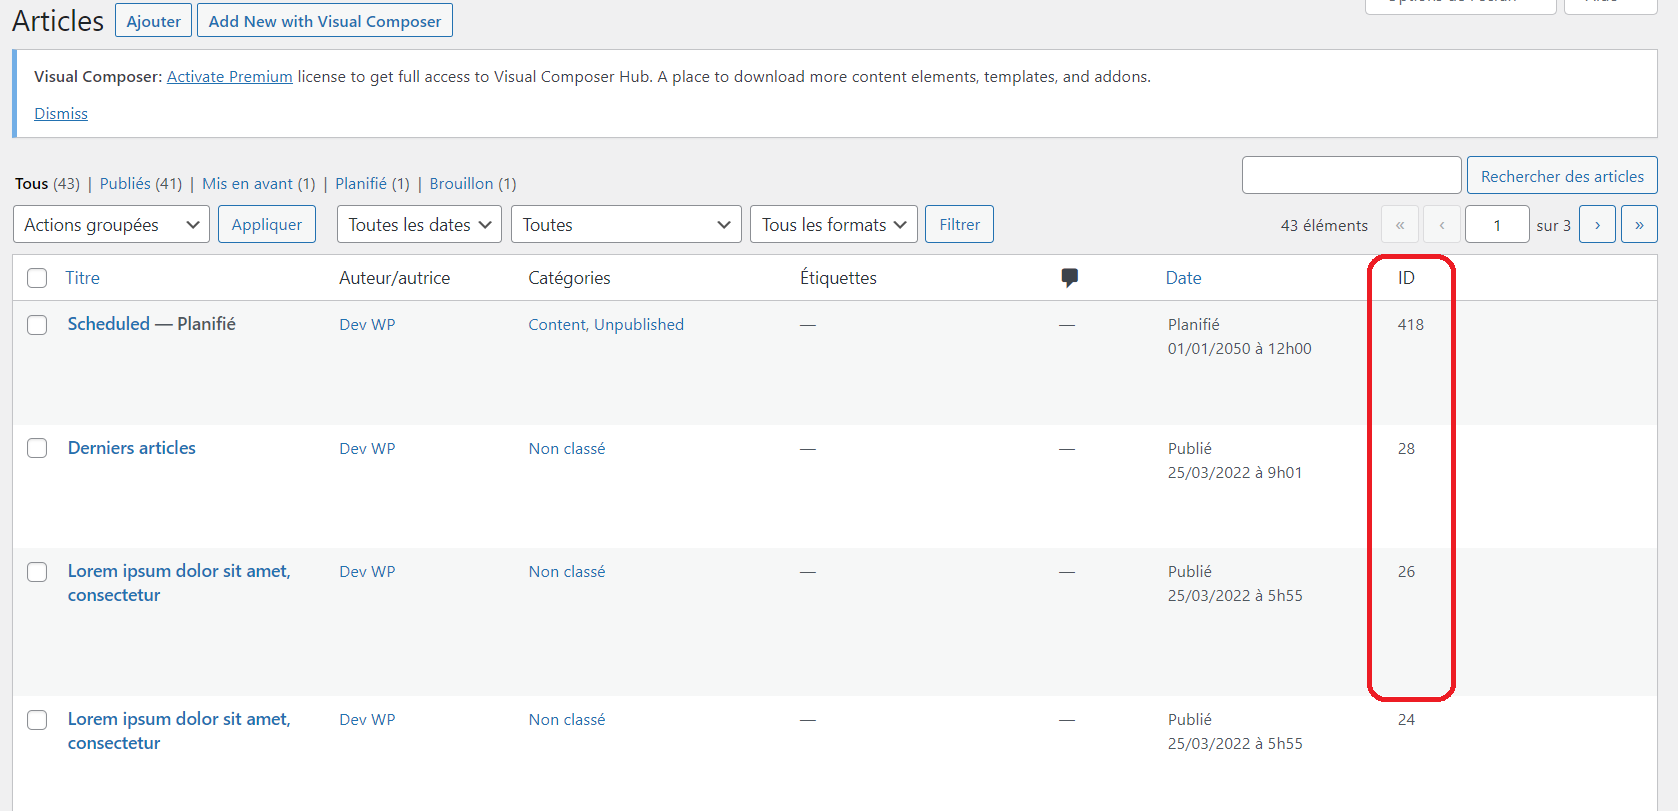 Articles Ajouter Add New with Visual Composer
Visual Composer: Activate Premium license to get full access to Visual Composer Hub. A place to download more content elements, templates, and addons.
Dismiss
Tous (43) | Publiés (41) | Mis en avant (1) | Planifié (1) | Brouillon (1)
Rechercher des articles
Actions groupées Appliquer Toutes les dates Toutes Tous les formats Filtrer 43 éléments « ‹ 1 sur 3 › »
Titre Auteur/autrice Catégories Étiquettes Date ID
Scheduled — Planifié Dev WP Content, Unpublished — — Planifié 418
01/01/2050 à 12h00
Derniers articles Dev WP Non classé — — Publié 28
25/03/2022 à 9h01
Lorem ipsum dolor sit amet, Dev WP Non classé — — Publié 26
consectetur 25/03/2022 à 5h55
Lorem ipsum dolor sit amet, Dev WP Non classé — — Publié 24
consectetur 25/03/2022 à 5h55